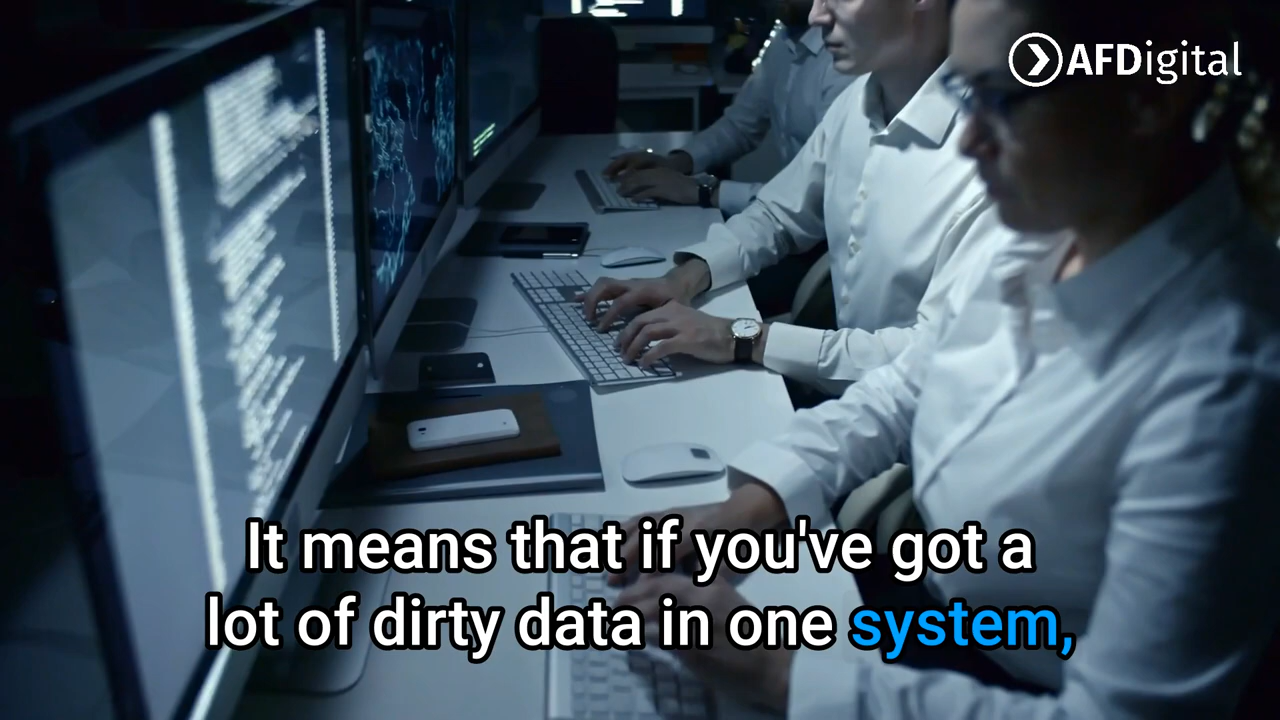 AFDigital
It means that if you've got a
lot of dirty data in one system,